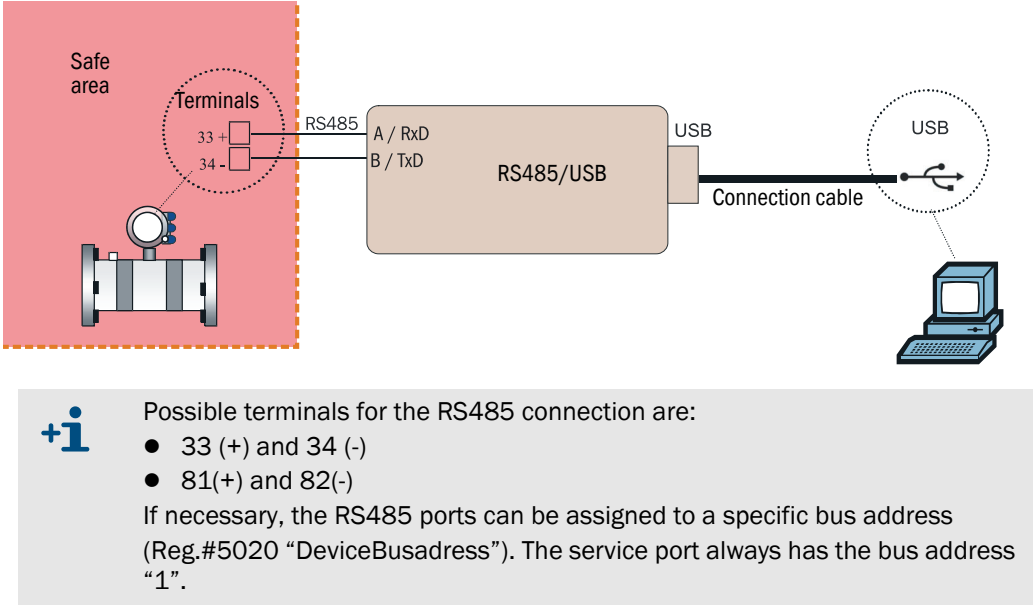 Safe
area
Terminals
33 +
34 -
RS485
A / RxD
B / TxD
RS485/USB
USB
Connection cable
USB
+i
Possible terminals for the RS485 connection are:
● 33 (+) and 34 (-)
● 81(+) and 82(-)
If necessary, the RS485 ports can be assigned to a specific bus address
(Reg.#5020 “DeviceBusadress”). The service port always has the bus address
“1”.